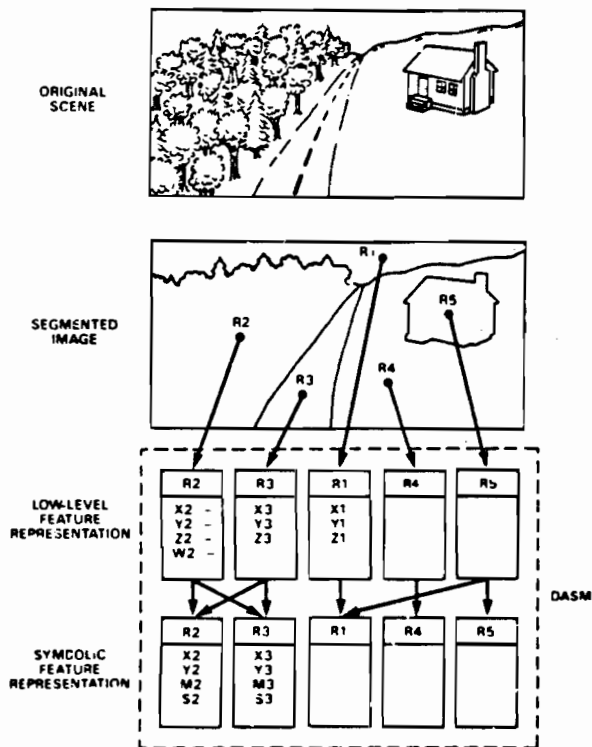 ORIGINAL
SCENE
R1
R2
R5
SEGMENTED
IMAGE
R3
R4
R2 R3 R1 R4 R5
LOW-LEVEL
FEATURE
REPRESENTATION
X2 -
Y2 -
Z2 -
W2 -
X3
Y3
Z3
X1
Y1
Z1
DASM
R2 R3 R1 R4 R5
SYMBOLIC
FEATURE
REPRESENTATION
X2
Y2
M2
S2
X3
Y3
M3
S3